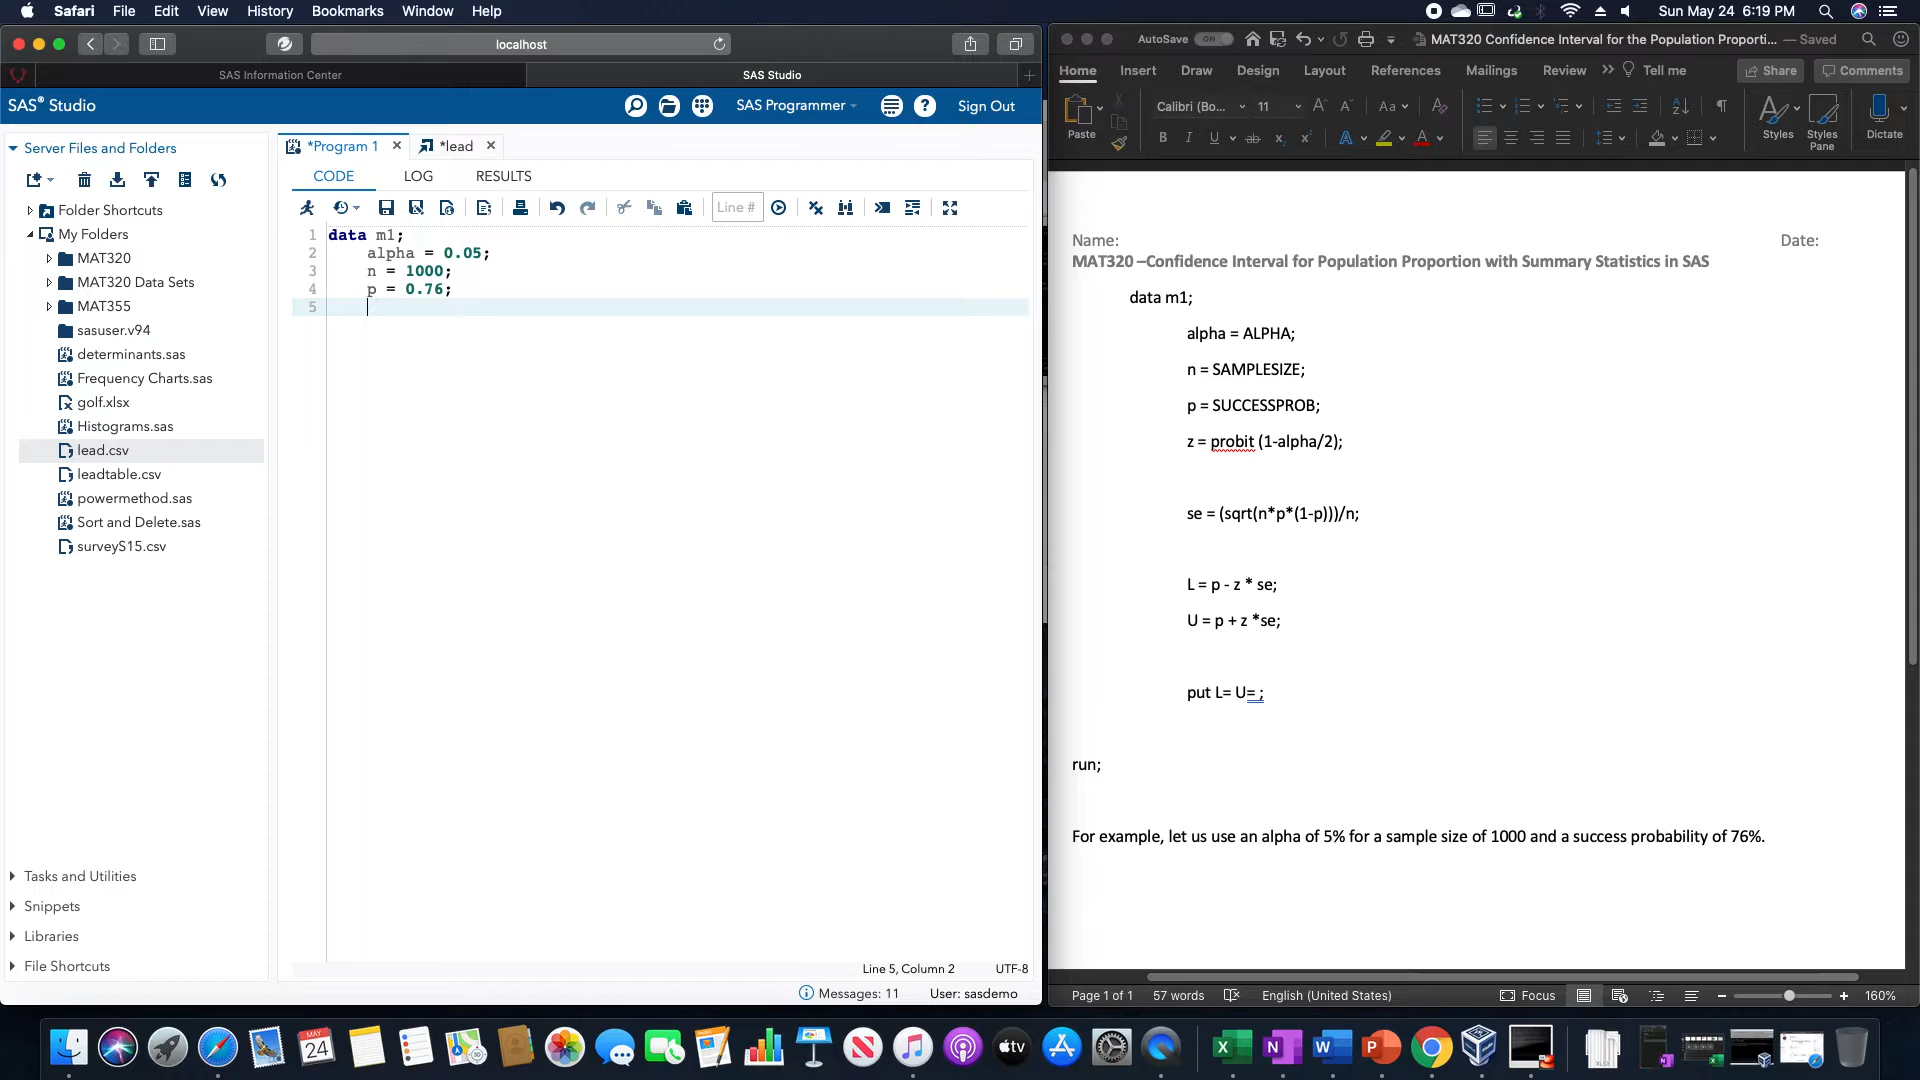 Safari File Edit View History Bookmarks Window Help
Sun May 24 6:19 PM
localhost
SAS Information Center
SAS Studio
SAS® Studio
SAS Programmer
Sign Out
Server Files and Folders
Folder Shortcuts
My Folders
MAT320
MAT320 Data Sets
MAT355
sasuser.v94
determinants.sas
Frequency Charts.sas
golf.xlsx
Histograms.sas
lead.csv
leadtable.csv
powermethod.sas
Sort and Delete.sas
surveyS15.csv
Tasks and Utilities
Snippets
Libraries
File Shortcuts
*Program 1
*lead
CODE LOG RESULTS
Line #
1 data m1;
2 alpha = 0.05;
3 n = 1000;
4 p = 0.76;
5
Line 5, Column 2 UTF-8
Messages: 11 User: sasdemo
AutoSave ON
MAT320 Confidence Interval for the Population Proporti... — Saved
Home Insert Draw Design Layout References Mailings Review >> Tell me
Share
Comments
Paste
Calibri (Bo... 11
Styles
Styles Pane
Dictate
Name: Date:
MAT320 –Confidence Interval for Population Proportion with Summary Statistics in SAS
data m1;
alpha = ALPHA;
n = SAMPLESIZE;
p = SUCCESSPROB;
z = probit (1-alpha/2);
se = (sqrt(n*p*(1-p)))/n;
L = p - z * se;
U = p + z *se;
put L= U= ;
run;
For example, let us use an alpha of 5% for a sample size of 1000 and a success probability of 76%.
Page 1 of 1 57 words English (United States) Focus 160%
MAY
24
tv